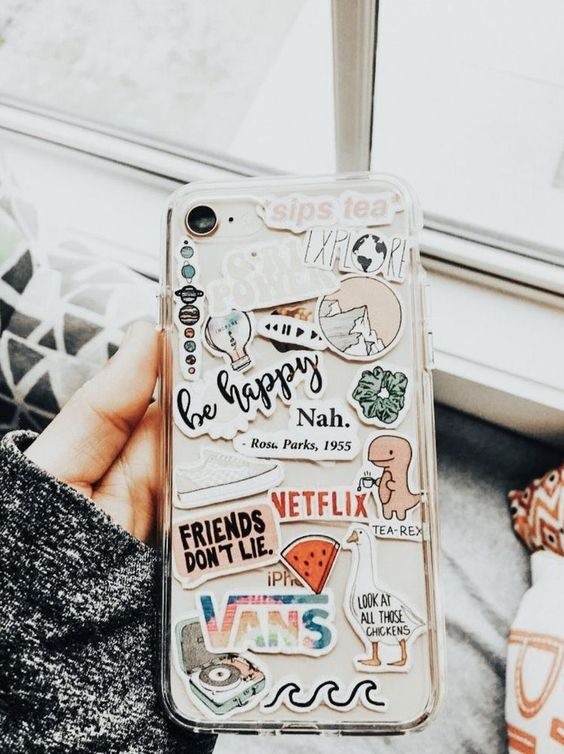 *sips tea*
EXPLORE
GIRL
POWER
be happy
Nah.
- Rosa Parks, 1955
NETFLIX
TEA-REX
FRIENDS
DON'T LIE.
iPh
LOOK AT
ALL THOSE
CHICKENS
VANS